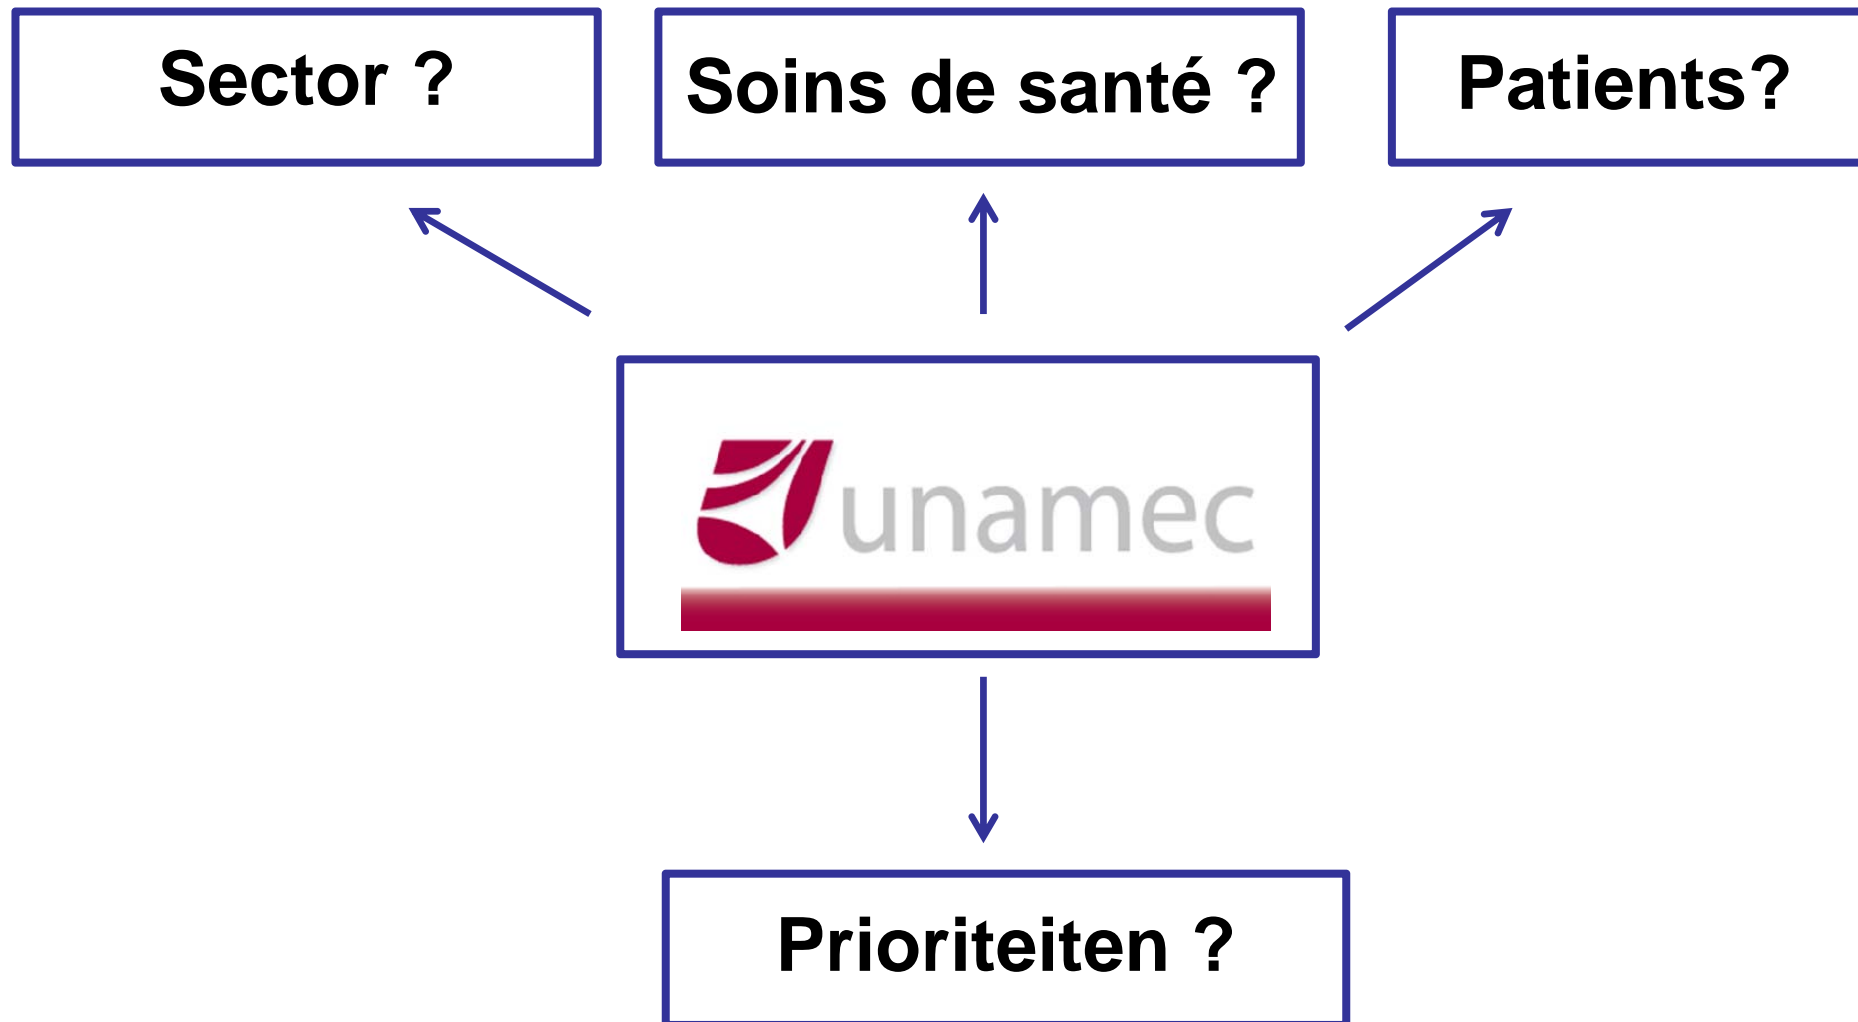 Sector ?
Soins de santé ?
Patients?
unamec
Prioriteiten ?